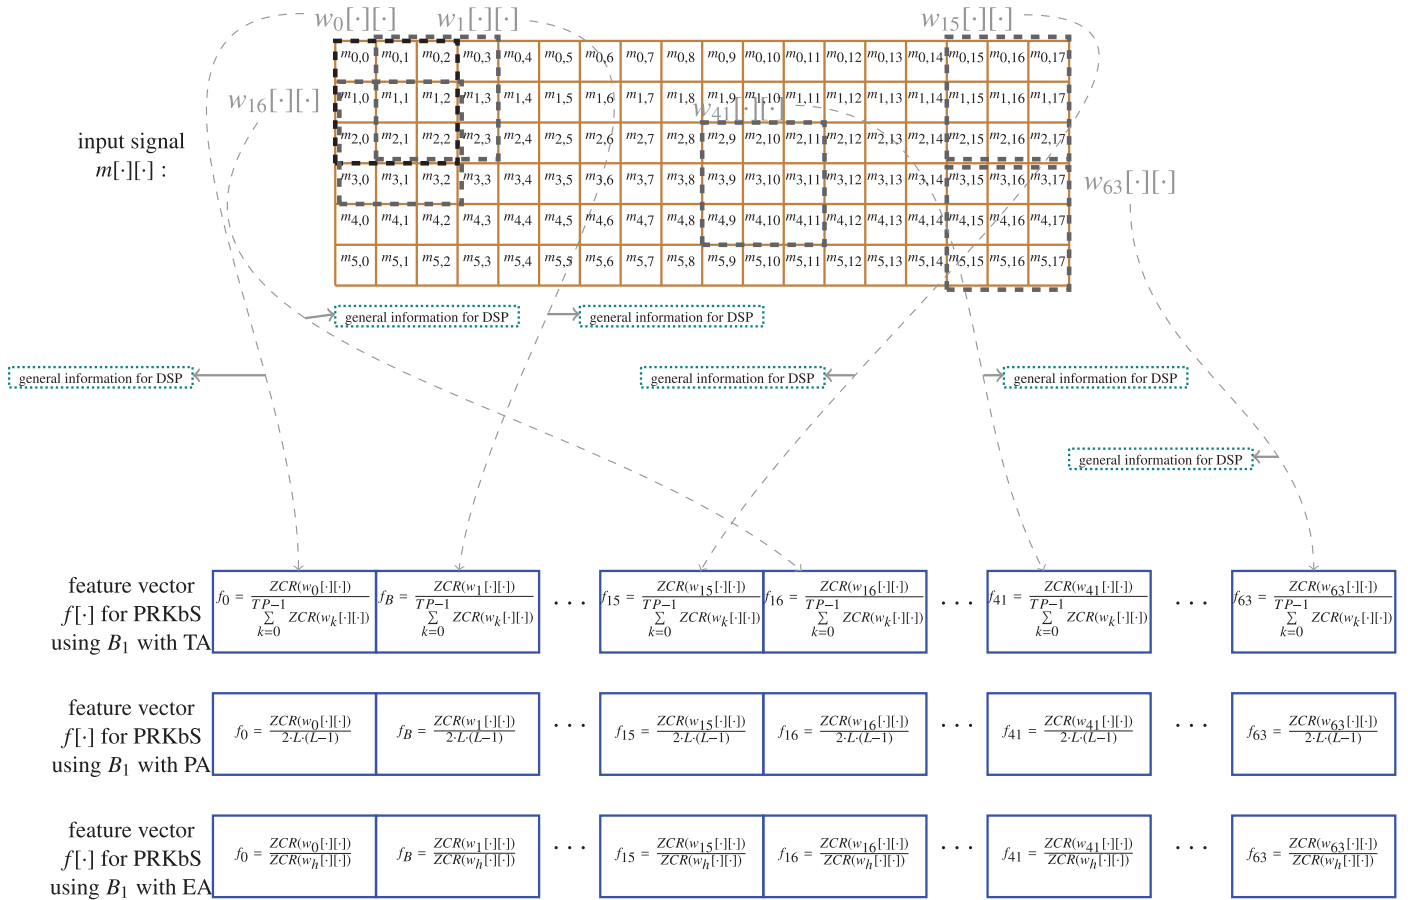 w0[·][·] w1[·][·] w15[·][·]
m0,0 m0,1 m0,2 m0,3 m0,4 m0,5 m0,6 m0,7 m0,8 m0,9 m0,10 m0,11 m0,12 m0,13 m0,14 m0,15 m0,16 m0,17
w16[·][·]
m1,0 m1,1 m1,2 m1,3 m1,4 m1,5 m1,6 m1,7 m1,8 m1,9 m1,10 m1,11 m1,12 m1,13 m1,14 m1,15 m1,16 m1,17
w41[·][·]
input signal
m[·][·] :
m2,0 m2,1 m2,2 m2,3 m2,4 m2,5 m2,6 m2,7 m2,8 m2,9 m2,10 m2,11 m2,12 m2,13 m2,14 m2,15 m2,16 m2,17
m3,0 m3,1 m3,2 m3,3 m3,4 m3,5 m3,6 m3,7 m3,8 m3,9 m3,10 m3,11 m3,12 m3,13 m3,14 m3,15 m3,16 m3,17
w63[·][·]
m4,0 m4,1 m4,2 m4,3 m4,4 m4,5 m4,6 m4,7 m4,8 m4,9 m4,10 m4,11 m4,12 m4,13 m4,14 m4,15 m4,16 m4,17
m5,0 m5,1 m5,2 m5,3 m5,4 m5,5 m5,6 m5,7 m5,8 m5,9 m5,10 m5,11 m5,12 m5,13 m5,14 m5,15 m5,16 m5,17
general information for DSP general information for DSP
general information for DSP general information for DSP general information for DSP
general information for DSP
feature vector
f[·] for PRKbS
using B1 with TA
f0 = ZCR(w0[·][·]) / TP−1 ∑ k=0 ZCR(wk[·][·])
fB = ZCR(w1[·][·]) / TP−1 ∑ k=0 ZCR(wk[·][·])
···
f15 = ZCR(w15[·][·]) / TP−1 ∑ k=0 ZCR(wk[·][·])
f16 = ZCR(w16[·][·]) / TP−1 ∑ k=0 ZCR(wk[·][·])
···
f41 = ZCR(w41[·][·]) / TP−1 ∑ k=0 ZCR(wk[·][·])
···
f63 = ZCR(w63[·][·]) / TP−1 ∑ k=0 ZCR(wk[·][·])
feature vector
f[·] for PRKbS
using B1 with PA
f0 = ZCR(w0[·][·]) / 2·L·(L−1)
fB = ZCR(w1[·][·]) / 2·L·(L−1)
···
f15 = ZCR(w15[·][·]) / 2·L·(L−1)
f16 = ZCR(w16[·][·]) / 2·L·(L−1)
···
f41 = ZCR(w41[·][·]) / 2·L·(L−1)
···
f63 = ZCR(w63[·][·]) / 2·L·(L−1)
feature vector
f[·] for PRKbS
using B1 with EA
f0 = ZCR(w0[·][·]) / ZCR(wh[·][·])
fB = ZCR(w1[·][·]) / ZCR(wh[·][·])
···
f15 = ZCR(w15[·][·]) / ZCR(wh[·][·])
f16 = ZCR(w16[·][·]) / ZCR(wh[·][·])
···
f41 = ZCR(w41[·][·]) / ZCR(wh[·][·])
···
f63 = ZCR(w63[·][·]) / ZCR(wh[·][·])